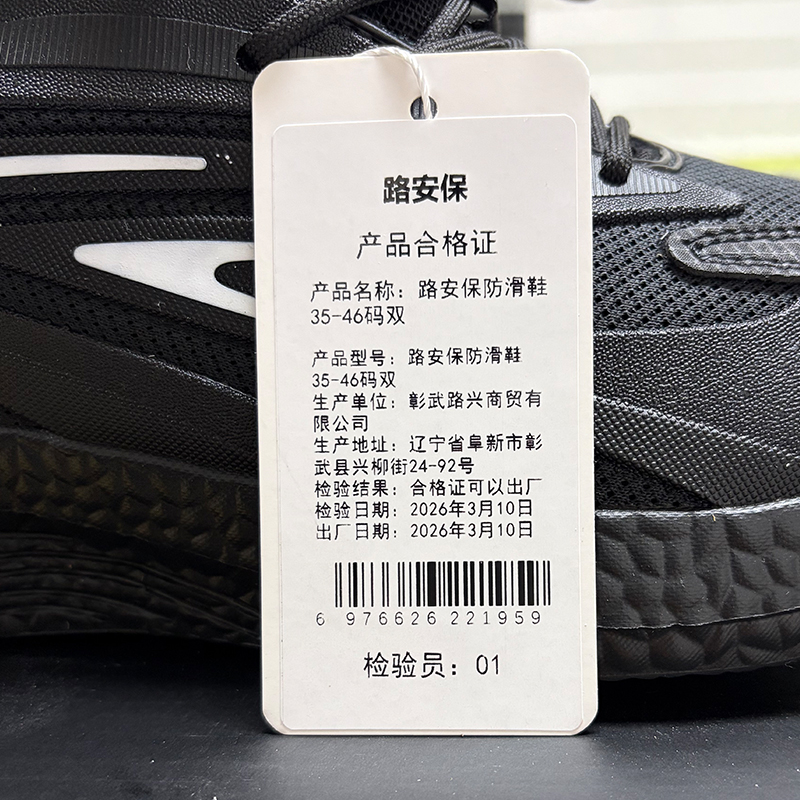 路安保
产品合格证
产品名称：路安保防滑鞋
35-46码双
产品型号：路安保防滑鞋
35-46码双
生产单位：彰武路兴商贸有
限公司
生产地址：辽宁省阜新市彰
武县兴柳街24-92号
检验结果：合格证可以出厂
检验日期：2026年3月10日
出厂日期：2026年3月10日
6 976626 221959
检验员：01